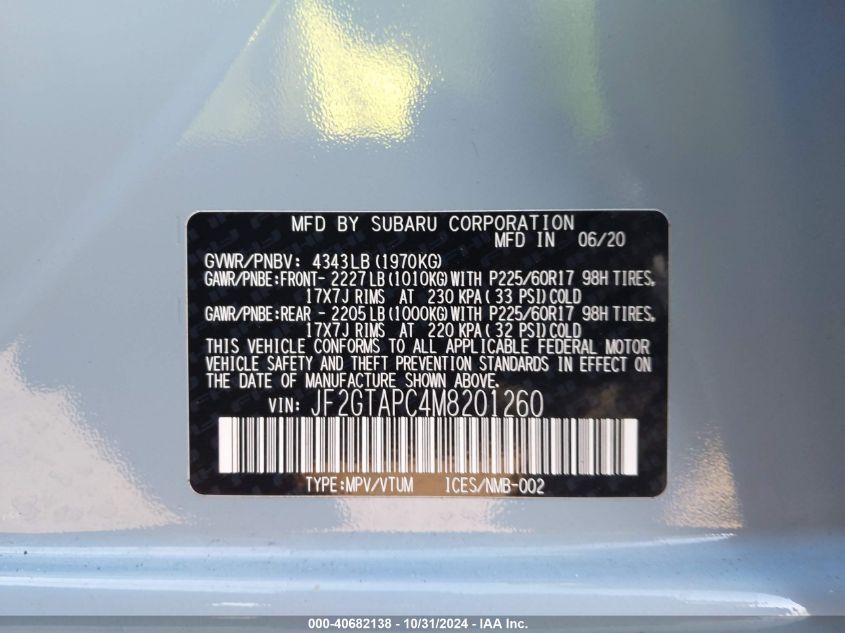 MFD BY SUBARU CORPORATION
MFD IN 06/20
GVWR/PNBV: 4343LB (1970KG)
GAWR/PNBE:FRONT- 2227LB (1010KG) WITH P225/60R17 98H TIRES,
17X7J RIMS AT 230 KPA ( 33 PSI) COLD
GAWR/PNBE:REAR - 2205LB (1000KG) WITH P225/60R17 98H TIRES,
17X7J RIMS AT 220 KPA ( 32 PSI) COLD
THIS VEHICLE CONFORMS TO ALL APPLICABLE FEDERAL MOTOR
VEHICLE SAFETY AND THEFT PREVENTION STANDARDS IN EFFECT ON
THE DATE OF MANUFACTURE SHOWN ABOVE.
VIN: JF2GTAPC4M8201260
TYPE:MPV/VTUM ICES/NMB-002
000-40682138 - 10/31/2024 - IAA Inc.